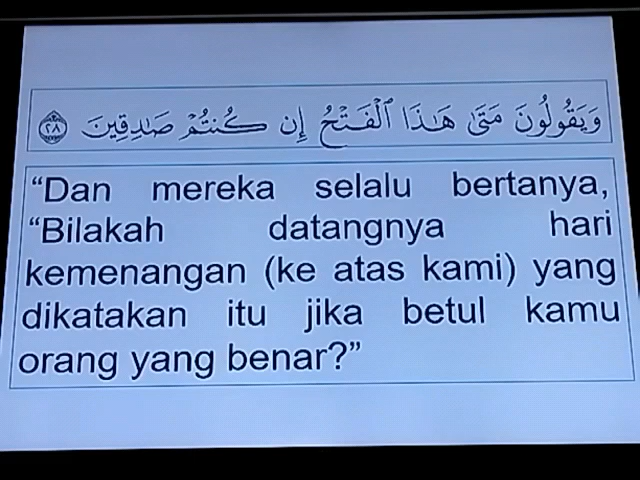 وَيَقُولُونَ مَتَىٰ هَٰذَا ٱلْفَتْحُ إِن كُنتُمْ صَٰدِقِينَ ٢٨
“Dan mereka selalu bertanya,
“Bilakah datangnya hari
kemenangan (ke atas kami) yang
dikatakan itu jika betul kamu
orang yang benar?”